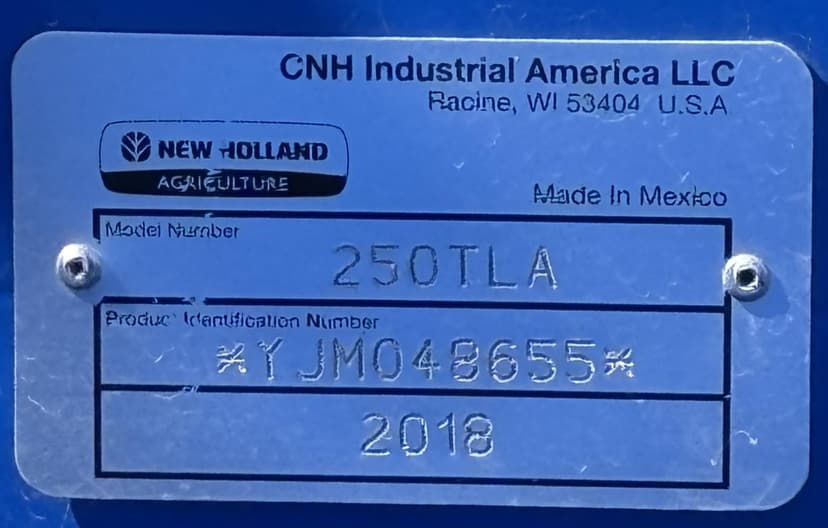 CNH Industrial America LLC
Racine, WI 53404 U.S.A
NEW HOLLAND
AGRICULTURE
Made In Mexico
Model Number
250TLA
Product Identification Number
*YJM048655*
2018